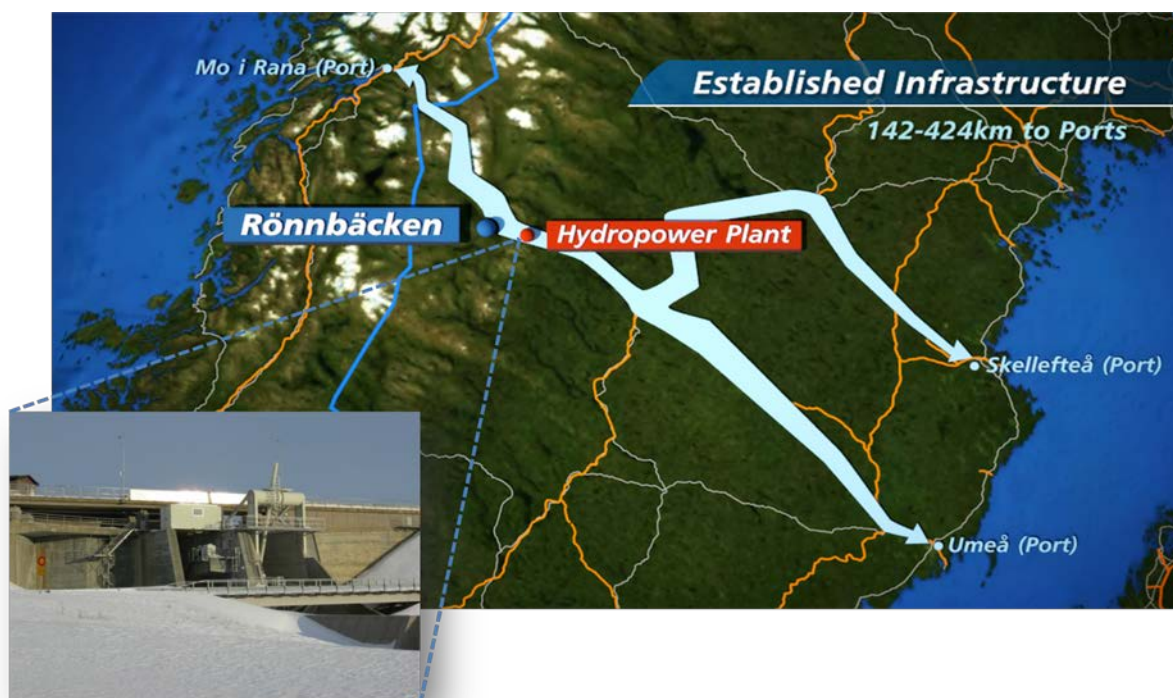 Mo i Rana (Port)
Established Infrastructure
142-424km to Ports
Rönnbäcken
Hydropower Plant
Skellefteå (Port)
Umeå (Port)